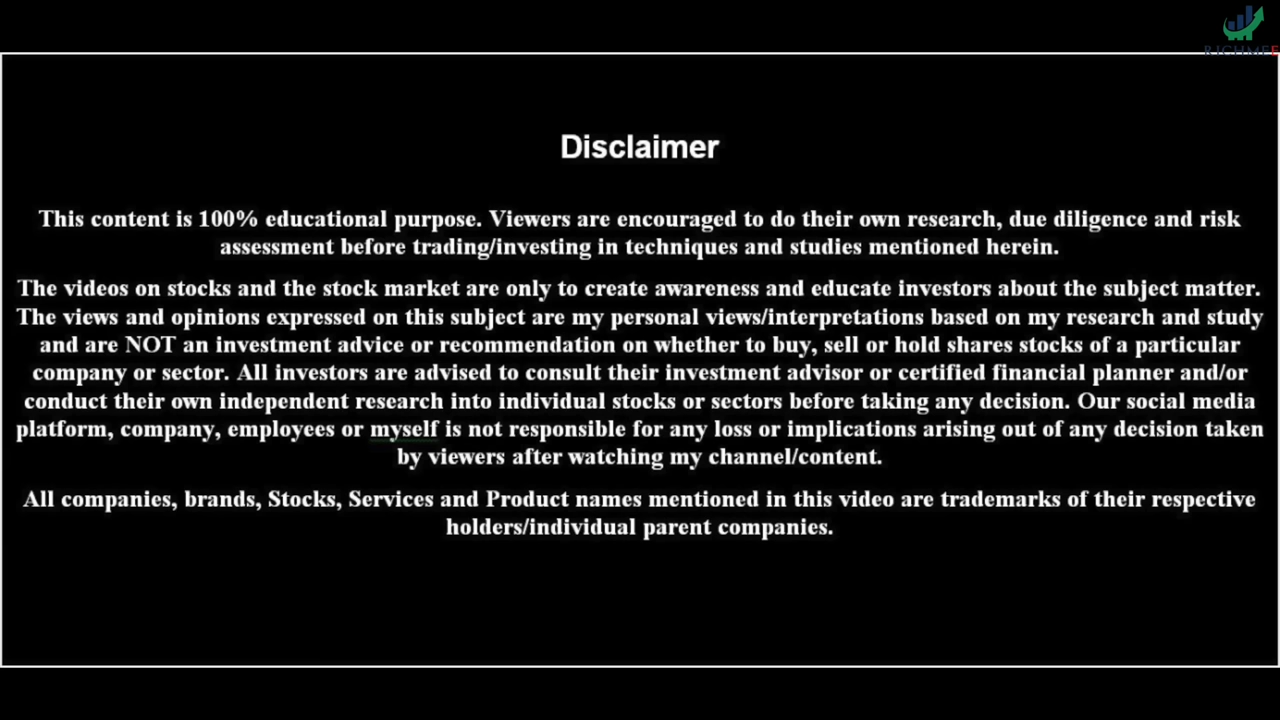 RICHMEE
Disclaimer
This content is 100% educational purpose. Viewers are encouraged to do their own research, due diligence and risk
assessment before trading/investing in techniques and studies mentioned herein.
The videos on stocks and the stock market are only to create awareness and educate investors about the subject matter.
The views and opinions expressed on this subject are my personal views/interpretations based on my research and study
and are NOT an investment advice or recommendation on whether to buy, sell or hold shares stocks of a particular
company or sector. All investors are advised to consult their investment advisor or certified financial planner and/or
conduct their own independent research into individual stocks or sectors before taking any decision. Our social media
platform, company, employees or myself is not responsible for any loss or implications arising out of any decision taken
by viewers after watching my channel/content.
All companies, brands, Stocks, Services and Product names mentioned in this video are trademarks of their respective
holders/individual parent companies.